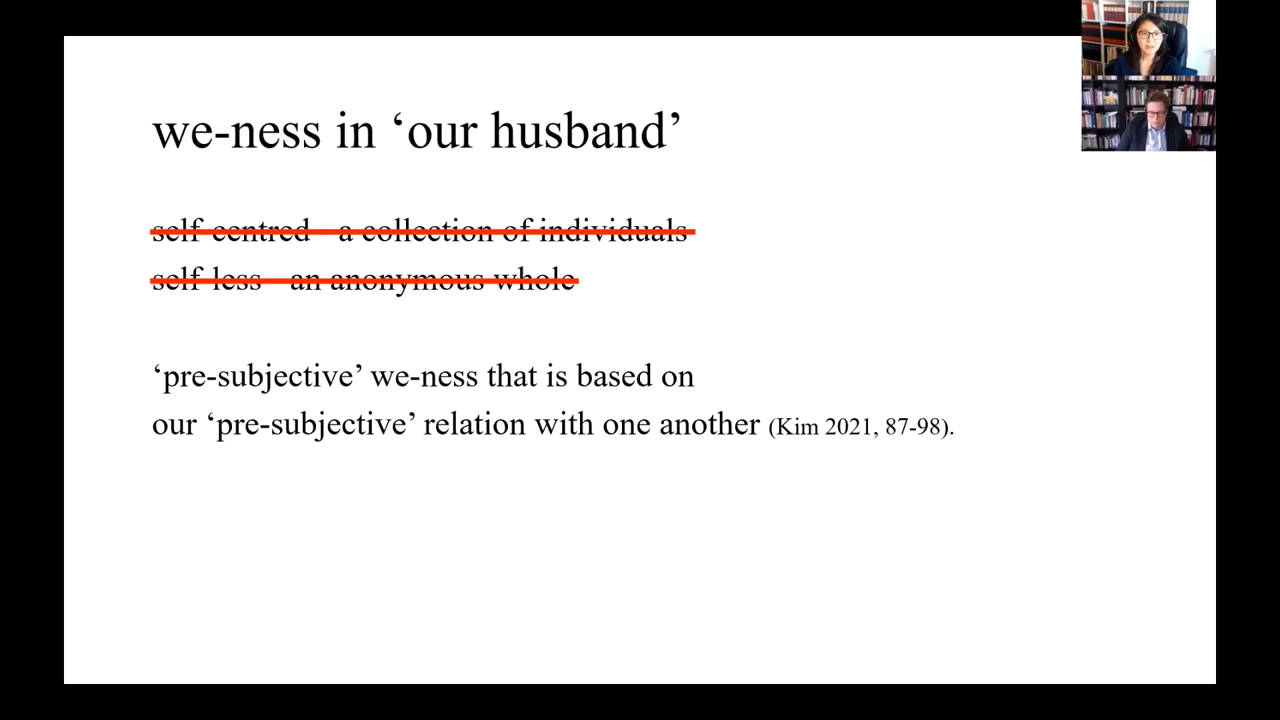 we-ness in ‘our husband’
self-centred - a collection of individuals
self-less - an anonymous whole
‘pre-subjective’ we-ness that is based on
our ‘pre-subjective’ relation with one another (Kim 2021, 87-98).